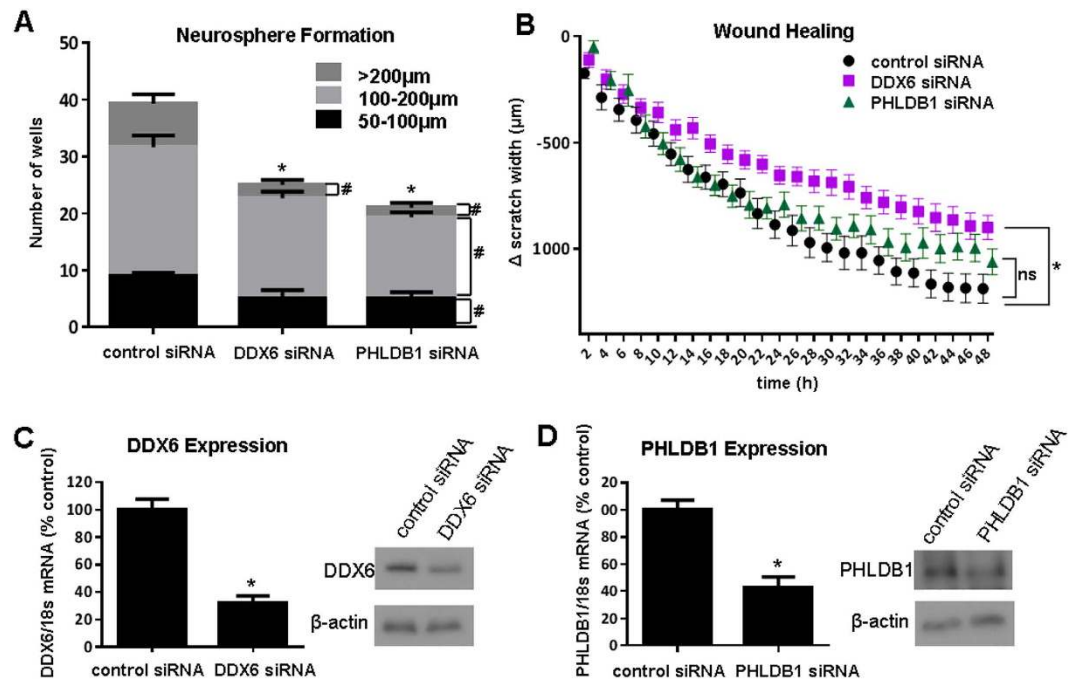 A
Neurosphere Formation
Number of wells
50
40
30
20
10
0
>200µm
100-200µm
50-100µm
*
#
*
#
#
#
control siRNA
DDX6 siRNA
PHLDB1 siRNA
B
Wound Healing
Δ scratch width (µm)
0
-500
1000
control siRNA
DDX6 siRNA
PHLDB1 siRNA
ns
*
2 4 6 8 10 12 14 16 18 20 22 24 26 28 30 32 34 36 38 40 42 44 46 48
time (h)
C
DDX6 Expression
DDX6/18s mRNA (% control)
120
100
80
60
40
20
0
*
control siRNA DDX6 siRNA
control siRNA
DDX6 siRNA
DDX6
β-actin
D
PHLDB1 Expression
PHLDB1/18s mRNA (% control)
20
00
80
60
40
20
0
*
control siRNA PHLDB1 siRNA
control siRNA
PHLDB1 siRNA
PHLDB1
β-actin